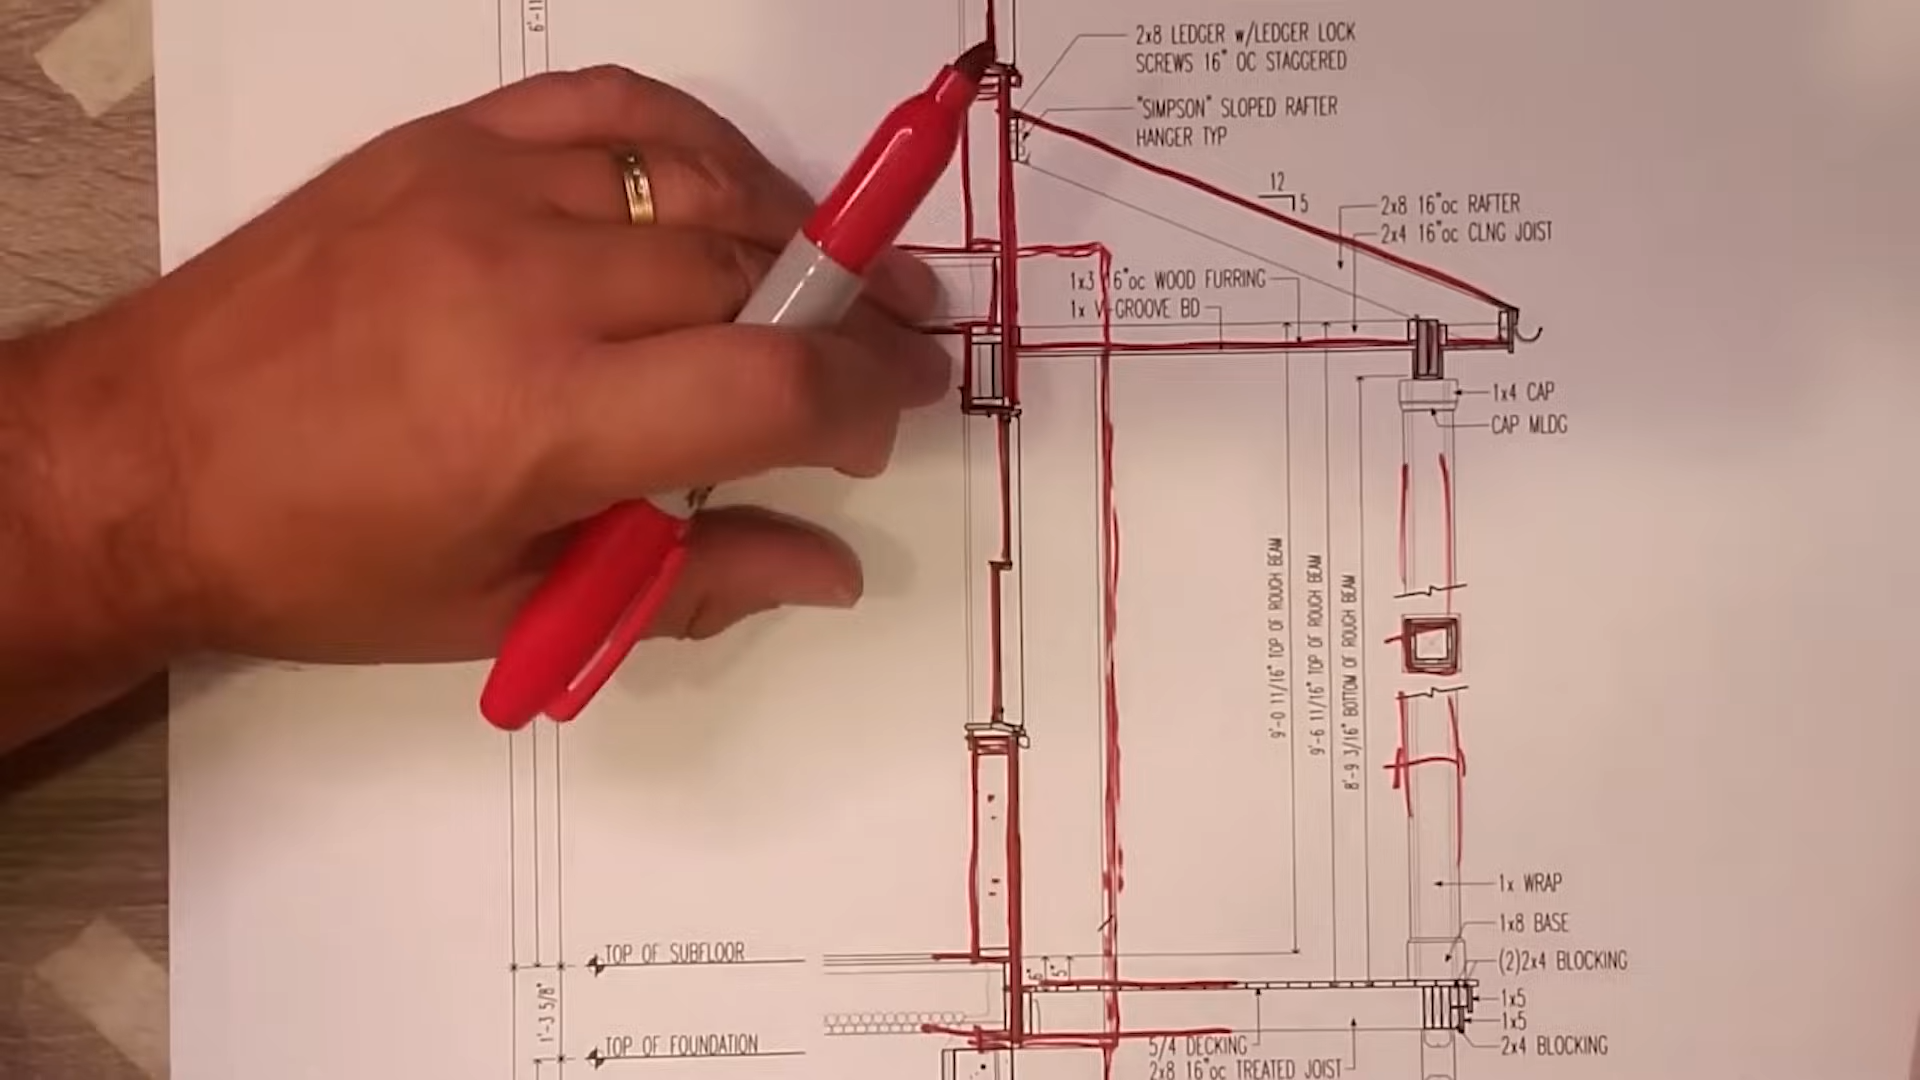 6'-11
2x8 LEDGER w/LEDGER LOCK
SCREWS 16" OC STAGGERED
"SIMPSON" SLOPED RAFTER
HANGER TYP
12
5
2x8 16"oc RAFTER
2x4 16"oc CLNG JOIST
1x3 16"oc WOOD FURRING
1x V-GROOVE BD
1x4 CAP
CAP MLDG
9'-0 11/16" TOP OF ROUGH BEAM
9'-6 11/16" TOP OF ROUGH BEAM
8'-9 3/16" BOTTOM OF ROUGH BEAM
1x WRAP
1x8 BASE
(2)2x4 BLOCKING
TOP OF SUBFLOOR
6"
5"
1x5
1x5
2x4 BLOCKING
1'-3 5/8"
TOP OF FOUNDATION
5/4 DECKING
2x8 16"oc TREATED JOIST